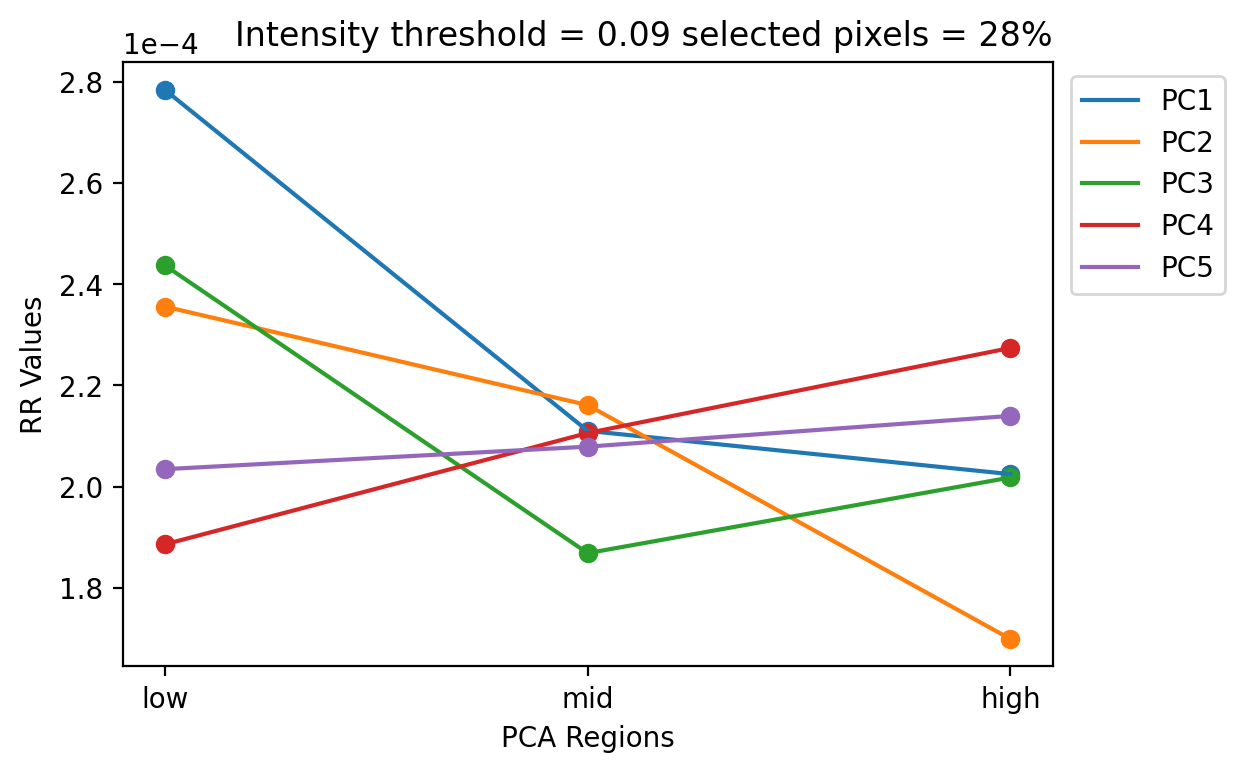 1e−4 Intensity threshold = 0.09 selected pixels = 28%
2.8
2.6
2.4
2.2
2.0
1.8
RR Values
low mid high
PCA Regions
PC1
PC2
PC3
PC4
PC5